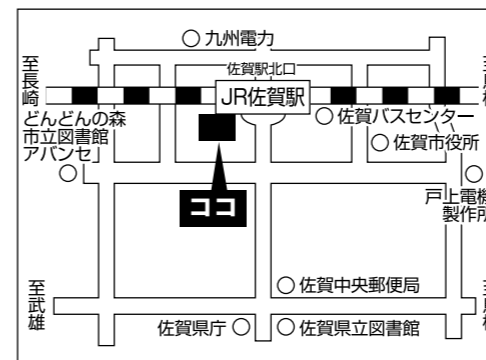 九州電力
佐賀駅北口
至長崎
JR佐賀駅
どんどんの森
市立図書館
アバンセ
佐賀バスセンター
佐賀市役所
戸上電機
製作所
ココ
至武雄
佐賀中央郵便局
佐賀県庁
佐賀県立図書館